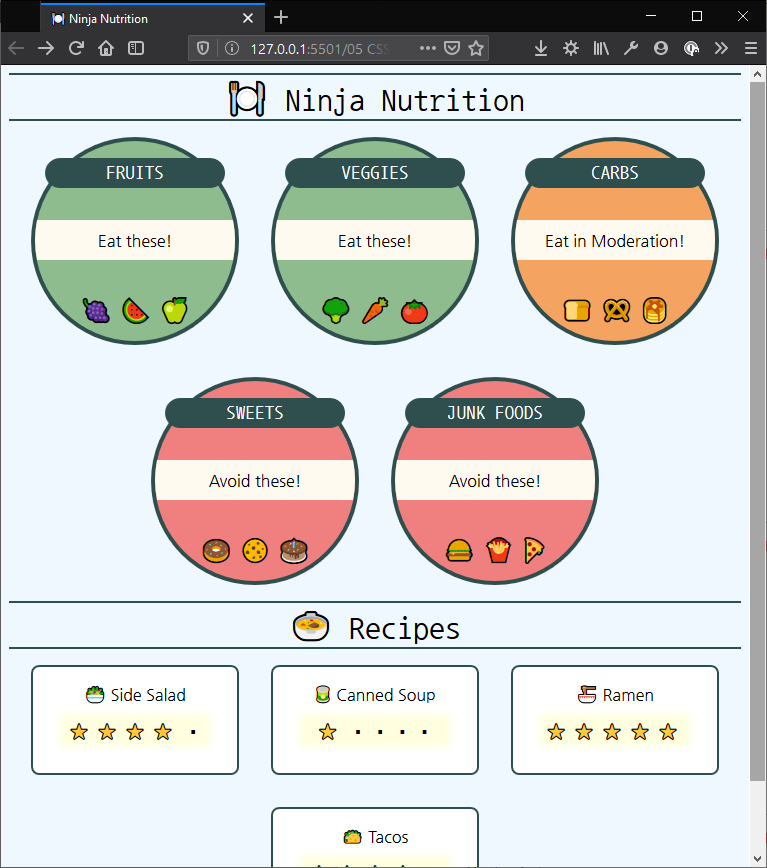 Ninja Nutrition
127.0.0.1:5501/05 CSS
Ninja Nutrition
FRUITS
Eat these!
VEGGIES
Eat these!
CARBS
Eat in Moderation!
SWEETS
Avoid these!
JUNK FOODS
Avoid these!
Recipes
Side Salad
Canned Soup
Ramen
Tacos